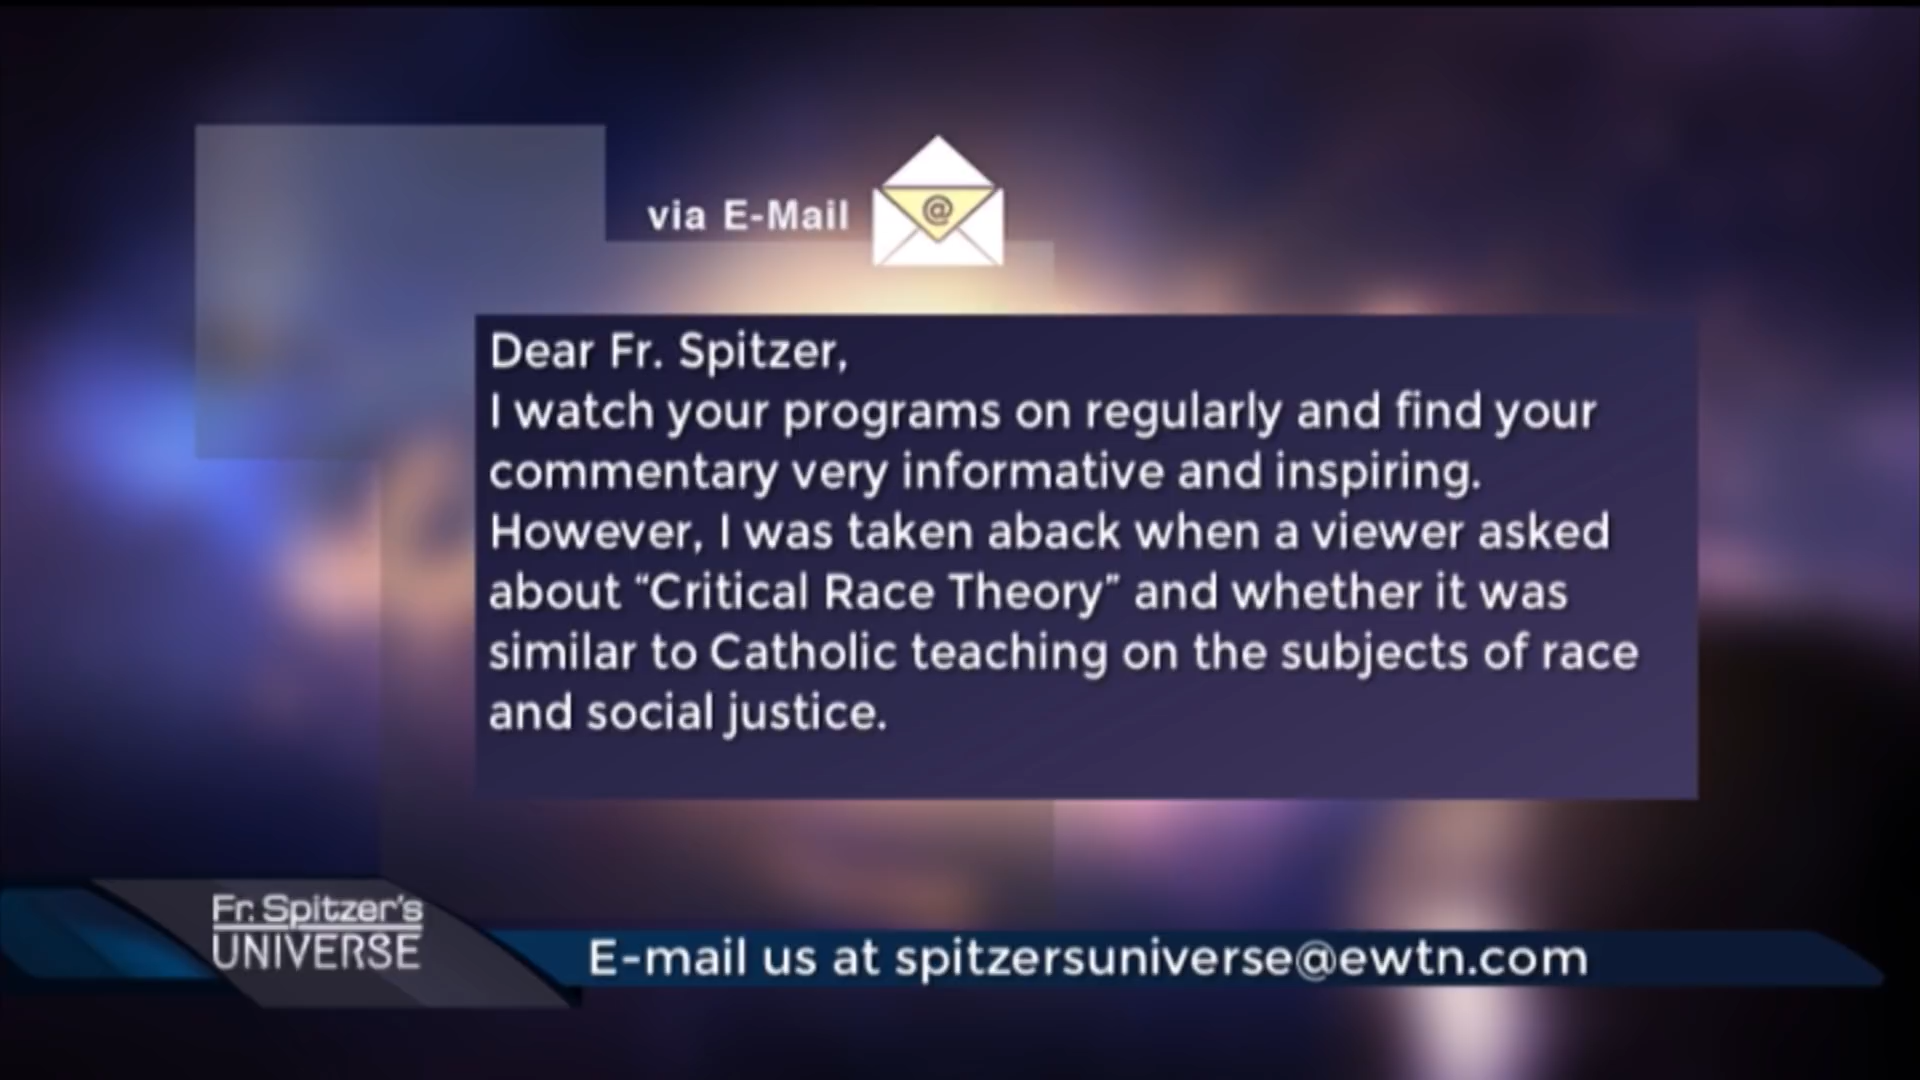 via E-Mail
@
Dear Fr. Spitzer,
I watch your programs on regularly and find your
commentary very informative and inspiring.
However, I was taken aback when a viewer asked
about “Critical Race Theory” and whether it was
similar to Catholic teaching on the subjects of race
and social justice.
Fr. Spitzer's
UNIVERSE
E-mail us at spitzersuniverse@ewtn.com